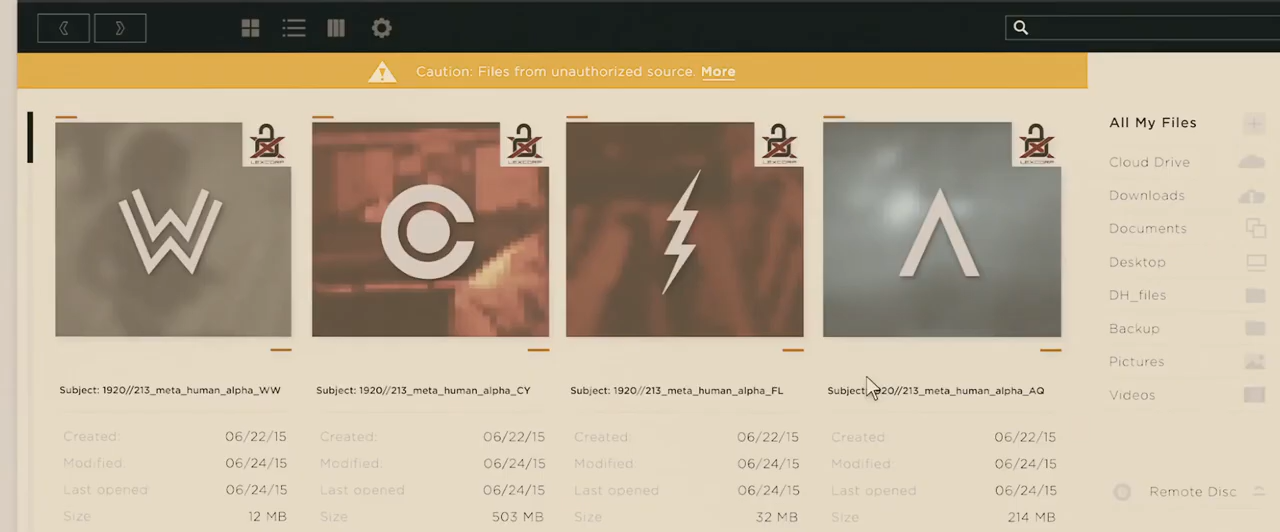 Caution: Files from unauthorized source. More
LEXCORP
LEXCORP
LEXCORP
LEXCORP
W
C
Subject: 1920//213_meta_human_alpha_WW
Subject: 1920//213_meta_human_alpha_CY
Subject: 1920//213_meta_human_alpha_FL
Subject: 1920//213_meta_human_alpha_AQ
Created: 06/22/15
Modified: 06/24/15
Last opened 06/24/15
Size 12 MB
Created: 06/22/15
Modified: 06/24/15
Last opened 06/24/15
Size 503 MB
Created: 06/22/15
Modified: 06/24/15
Last opened 06/24/15
Size 32 MB
Created 06/22/15
Modified: 06/24/15
Last opened 06/24/15
Size 214 MB
All My Files
Cloud Drive
Downloads
Documents
Desktop
DH_files
Backup
Pictures
Videos
Remote Disc